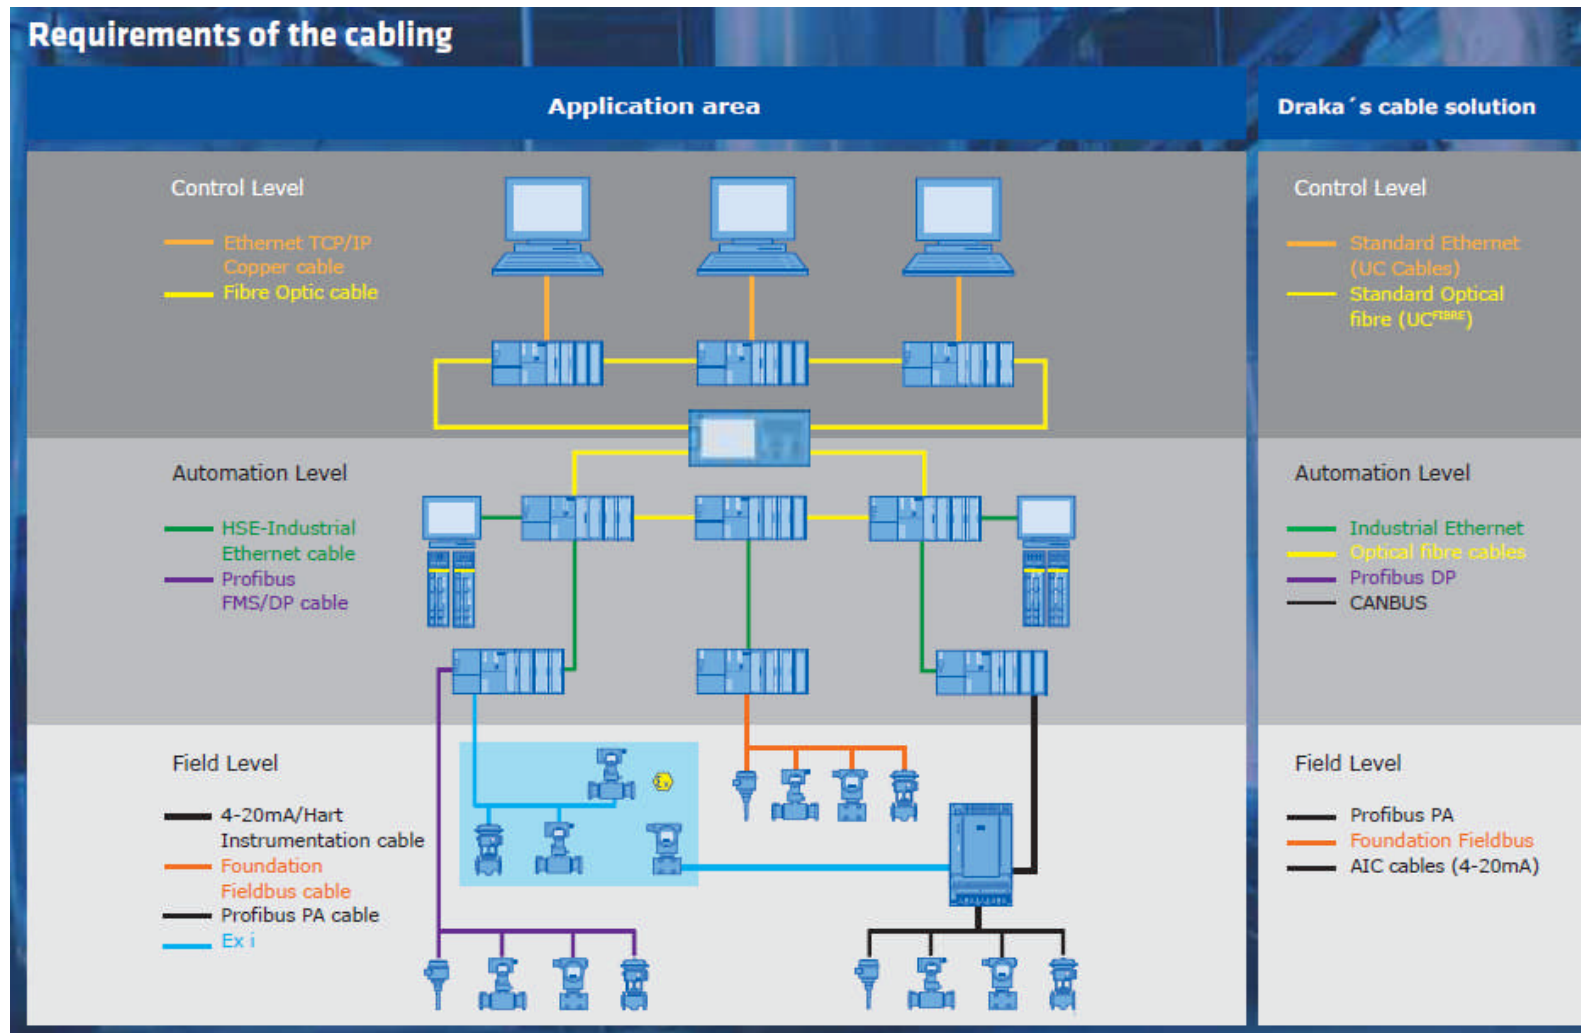 Requirements of the cabling
Application area
Draka´s cable solution
Control Level
Ethernet TCP/IP
Copper cable
Fibre Optic cable
Control Level
Standard Ethernet
(UC Cables)
Standard Optical
fibre (UCFIBRE)
Automation Level
HSE-Industrial
Ethernet cable
Profibus
FMS/DP cable
Automation Level
Industrial Ethernet
Optical fibre cables
Profibus DP
CANBUS
Field Level
4-20mA/Hart
Instrumentation cable
Foundation
Fieldbus cable
Profibus PA cable
Ex i
Field Level
Profibus PA
Foundation Fieldbus
AIC cables (4-20mA)